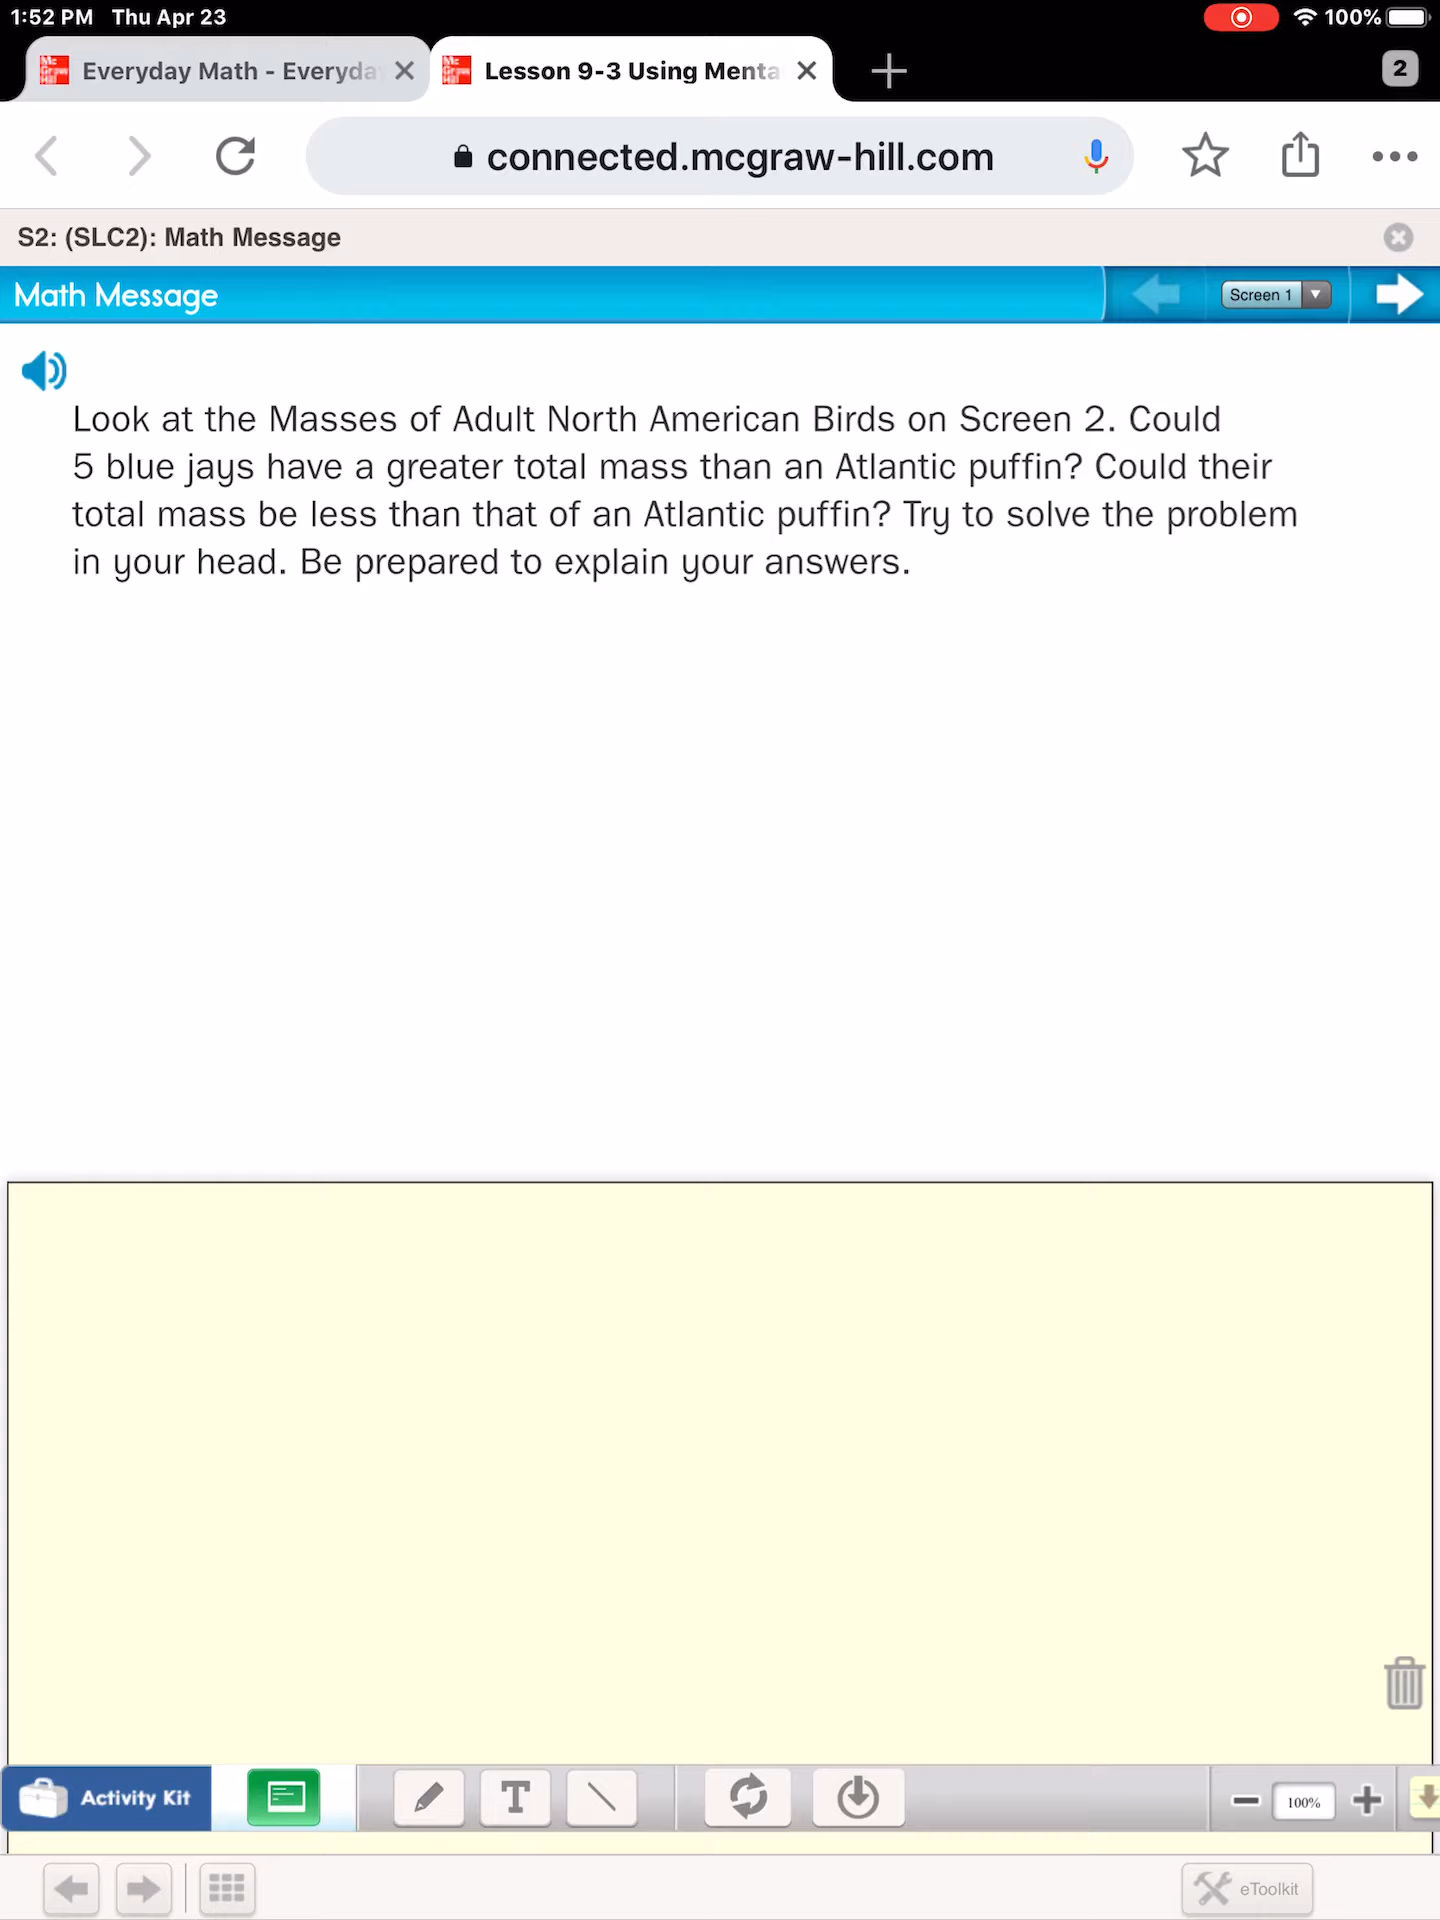 1:52 PM Thu Apr 23 100%
Everyday Math - Everyda
Lesson 9-3 Using Menta
2
connected.mcgraw-hill.com
S2: (SLC2): Math Message
Math Message
Screen 1
Look at the Masses of Adult North American Birds on Screen 2. Could
5 blue jays have a greater total mass than an Atlantic puffin? Could their
total mass be less than that of an Atlantic puffin? Try to solve the problem
in your head. Be prepared to explain your answers.
Activity Kit
T
100%
eToolkit